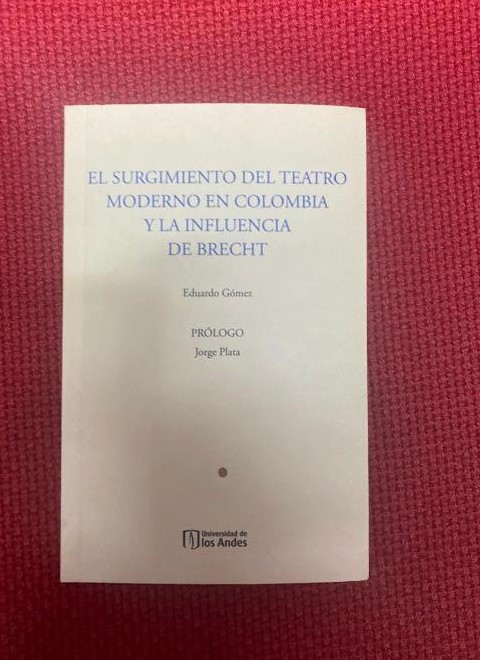 EL SURGIMIENTO DEL TEATRO
MODERNO EN COLOMBIA
Y LA INFLUENCIA
DE BRECHT
Eduardo Gómez
PRÓLOGO
Jorge Plata
Universidad de
los Andes